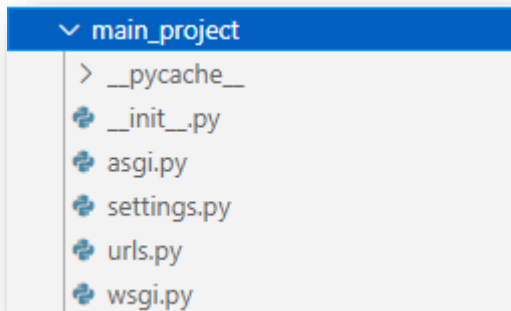 main_project
__pycache__
__init__.py
asgi.py
settings.py
urls.py
wsgi.py